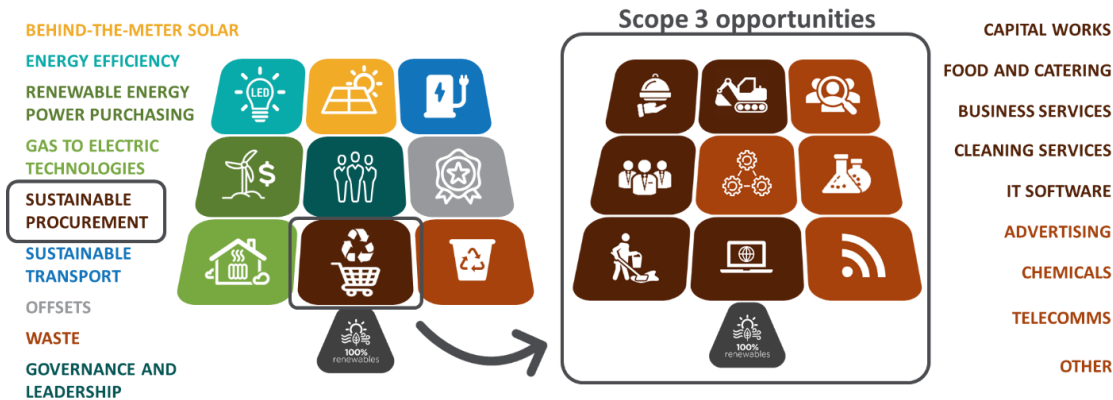 BEHIND-THE-METER SOLAR
ENERGY EFFICIENCY
RENEWABLE ENERGY
POWER PURCHASING
GAS TO ELECTRIC
TECHNOLOGIES
SUSTAINABLE
PROCUREMENT
SUSTAINABLE
TRANSPORT
OFFSETS
WASTE
GOVERNANCE AND
LEADERSHIP
LED
$
100%
renewables
Scope 3 opportunities
100%
renewables
CAPITAL WORKS
FOOD AND CATERING
BUSINESS SERVICES
CLEANING SERVICES
IT SOFTWARE
ADVERTISING
CHEMICALS
TELECOMMS
OTHER